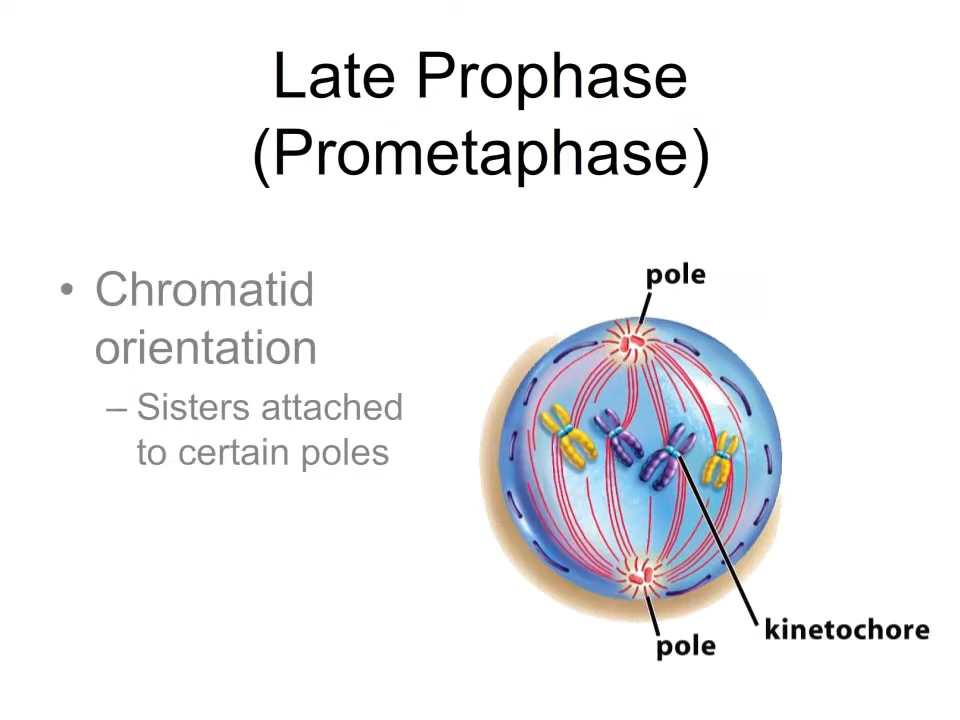 Late Prophase
(Prometaphase)
• Chromatid
orientation
– Sisters attached
to certain poles
pole
kinetochore
pole